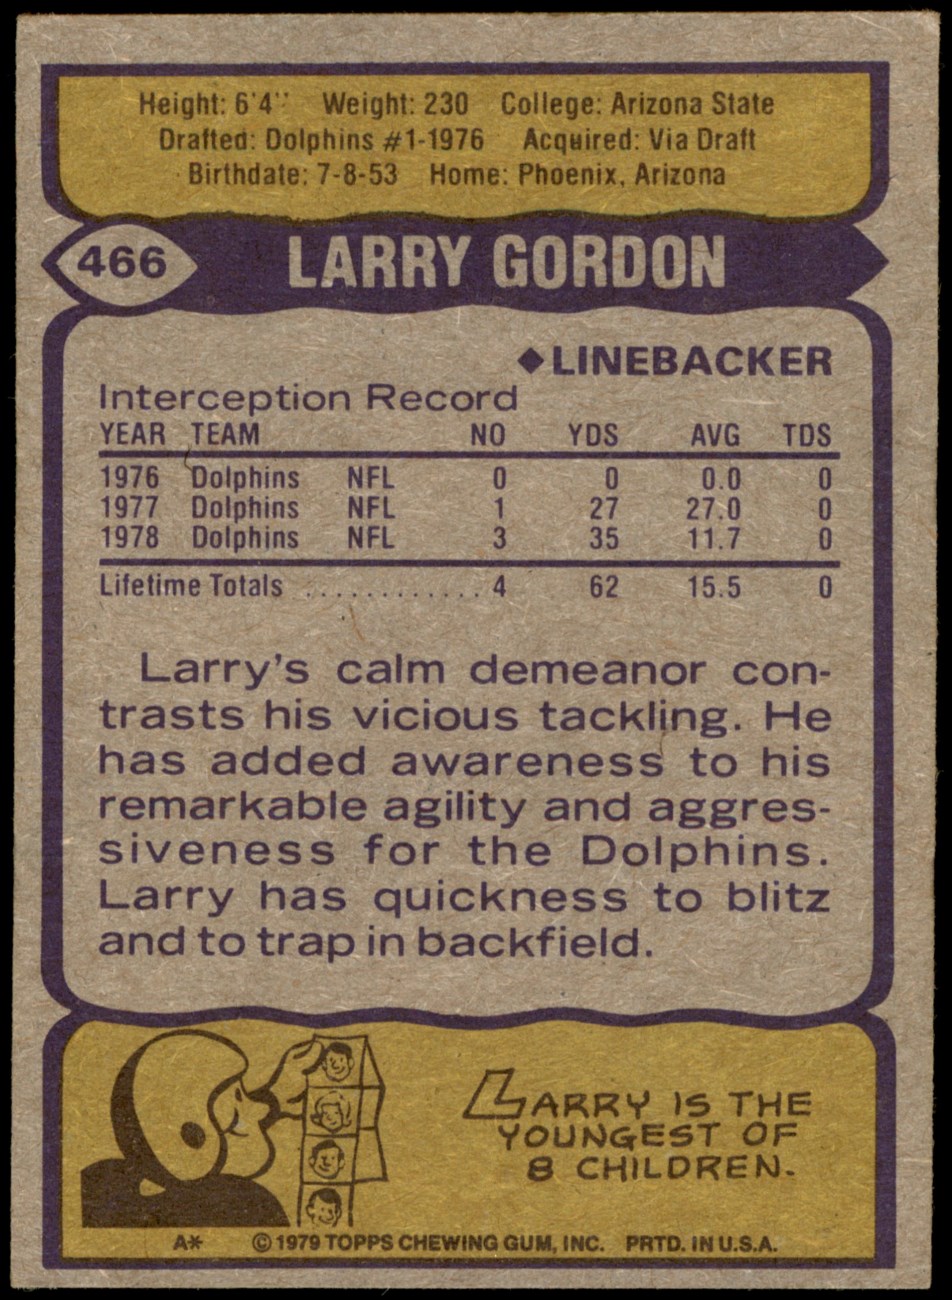 Height: 6'4" Weight: 230 College: Arizona State
Drafted: Dolphins #1-1976 Acquired: Via Draft
Birthdate: 7-8-53 Home: Phoenix, Arizona
466 LARRY GORDON
◆LINEBACKER
Interception Record
YEAR TEAM NO YDS AVG TDS
1976 Dolphins NFL 0 0 0.0 0
1977 Dolphins NFL 1 27 27.0 0
1978 Dolphins NFL 3 35 11.7 0
Lifetime Totals ............ 4 62 15.5 0
Larry's calm demeanor con-
trasts his vicious tackling. He
has added awareness to his
remarkable agility and aggres-
siveness for the Dolphins.
Larry has quickness to blitz
and to trap in backfield.
LARRY IS THE
YOUNGEST OF
8 CHILDREN.
A* © 1979 TOPPS CHEWING GUM, INC. PRTD. IN U.S.A.